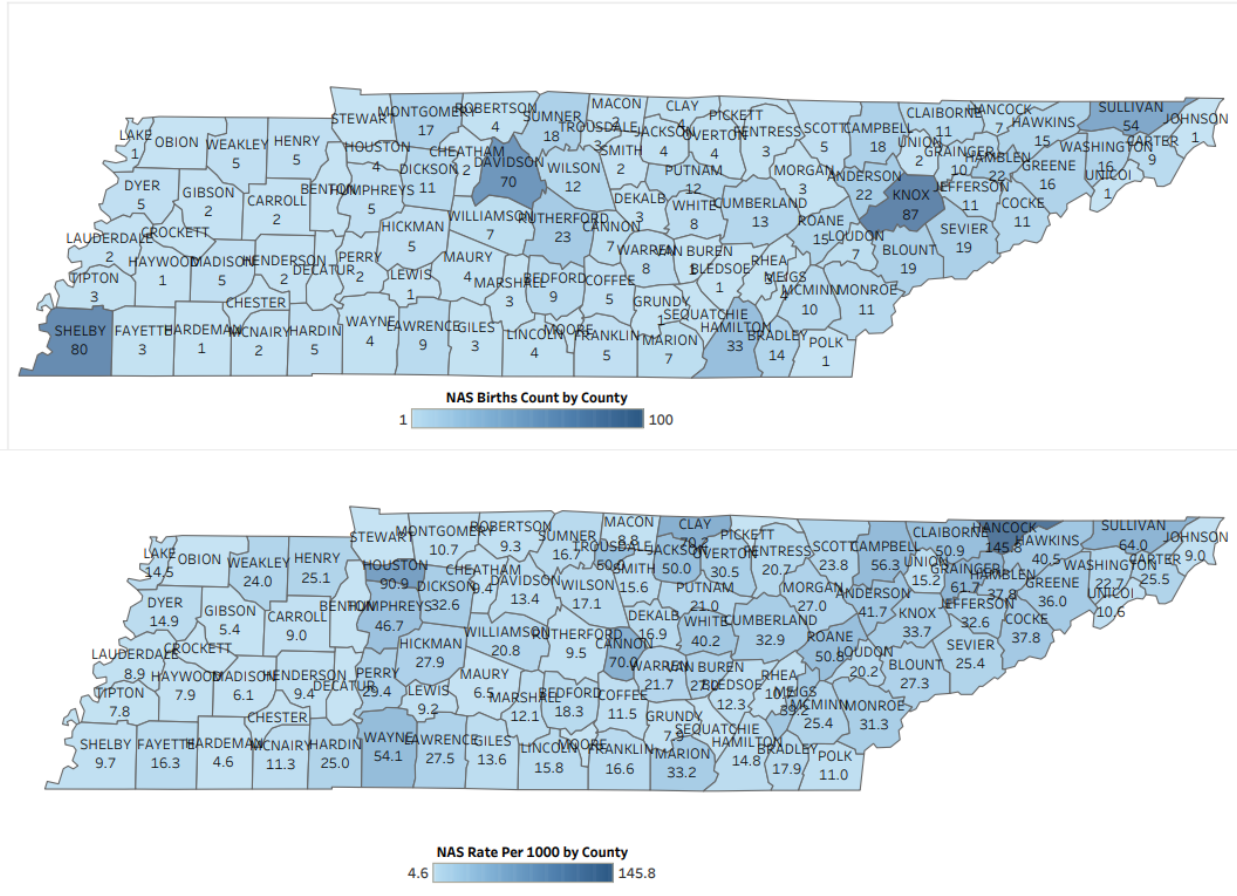 LAKE
1
OBION
WEAKLEY
5
HENRY
5
STEWART
MONTGOMERY
17
ROBERTSON
4
SUMNER
18
TROUSDALE
3
MACON
CLAY
4
PICKETT
JACKSON
4
OVERTON
4
FENTRESS
3
SCOTT
5
CAMPBELL
18
CLAIBORNE
11
HANCOCK
7
HAWKINS
15
SULLIVAN
54
JOHNSON
1
HOUSTON
4
DICKSON
11
CHEATHAM
2
DAVIDSON
70
WILSON
12
SMITH
2
PUTNAM
12
MORGAN
3
ANDERSON
22
UNION
2
GRAINGER
10
HAMBLEN
22
GREENE
16
WASHINGTON
16
CARTER
9
UNICOI
1
DYER
5
GIBSON
2
CARROLL
2
BENTON
HUMPHREYS
5
HICKMAN
5
WILLIAMSON
7
RUTHERFORD
23
CANNON
7
DEKALB
3
WHITE
8
CUMBERLAND
13
ROANE
15
LOUDON
7
KNOX
87
JEFFERSON
11
COCKE
11
SEVIER
19
BLOUNT
19
LAUDERDALE
2
CROCKETT
HAYWOOD
1
MADISON
5
HENDERSON
2
DECATUR
PERRY
2
LEWIS
1
MAURY
4
MARSHALL
3
BEDFORD
9
COFFEE
5
WARREN
8
VAN BUREN
BLEDSOE
1
RHEA
MEIGS
4
MCMINN
10
MONROE
11
TIPTON
3
SHELBY
80
FAYETTE
3
HARDEMAN
1
CHESTER
MCNAIRY
2
HARDIN
5
WAYNE
4
LAWRENCE
9
GILES
3
LINCOLN
4
MOORE
FRANKLIN
5
GRUNDY
1
SEQUATCHIE
MARION
7
HAMILTON
33
BRADLEY
14
POLK
1
NAS Births Count by County
1 100
LAKE
14.5
OBION
WEAKLEY
24.0
HENRY
25.1
STEWART
MONTGOMERY
10.7
ROBERTSON
9.3
SUMNER
16.7
TROUSDALE
60.0
MACON
8.8
CLAY
70.2
PICKETT
JACKSON
50.0
OVERTON
30.5
FENTRESS
20.7
SCOTT
23.8
CAMPBELL
56.3
CLAIBORNE
50.9
HANCOCK
145.8
HAWKINS
40.5
SULLIVAN
64.0
JOHNSON
9.0
HOUSTON
90.9
DICKSON
32.6
CHEATHAM
9.4
DAVIDSON
13.4
WILSON
17.1
SMITH
15.6
PUTNAM
21.0
MORGAN
27.0
ANDERSON
41.7
UNION
15.2
GRAINGER
61.7
HAMBLEN
37.8
GREENE
36.0
WASHINGTON
22.7
CARTER
25.5
UNICOI
10.6
DYER
14.9
GIBSON
5.4
CARROLL
9.0
BENTON
HUMPHREYS
46.7
HICKMAN
27.9
WILLIAMSON
20.8
RUTHERFORD
9.5
CANNON
70.0
DEKALB
16.9
WHITE
40.2
CUMBERLAND
32.9
ROANE
50.8
LOUDON
20.2
KNOX
33.7
JEFFERSON
32.6
COCKE
37.8
SEVIER
25.4
BLOUNT
27.3
LAUDERDALE
8.9
CROCKETT
HAYWOOD
7.9
MADISON
6.1
HENDERSON
9.4
DECATUR
PERRY
29.4
LEWIS
9.2
MAURY
6.5
MARSHALL
12.1
BEDFORD
18.3
COFFEE
11.5
WARREN
21.7
VAN BUREN
BLEDSOE
12.3
RHEA
MEIGS
39.2
MCMINN
25.4
MONROE
31.3
TIPTON
7.8
SHELBY
9.7
FAYETTE
16.3
HARDEMAN
4.6
CHESTER
MCNAIRY
11.3
HARDIN
25.0
WAYNE
54.1
LAWRENCE
27.5
GILES
13.6
LINCOLN
15.8
MOORE
FRANKLIN
16.6
GRUNDY
7.9
SEQUATCHIE
MARION
33.2
HAMILTON
14.8
BRADLEY
17.9
POLK
11.0
NAS Rate Per 1000 by County
4.6 145.8